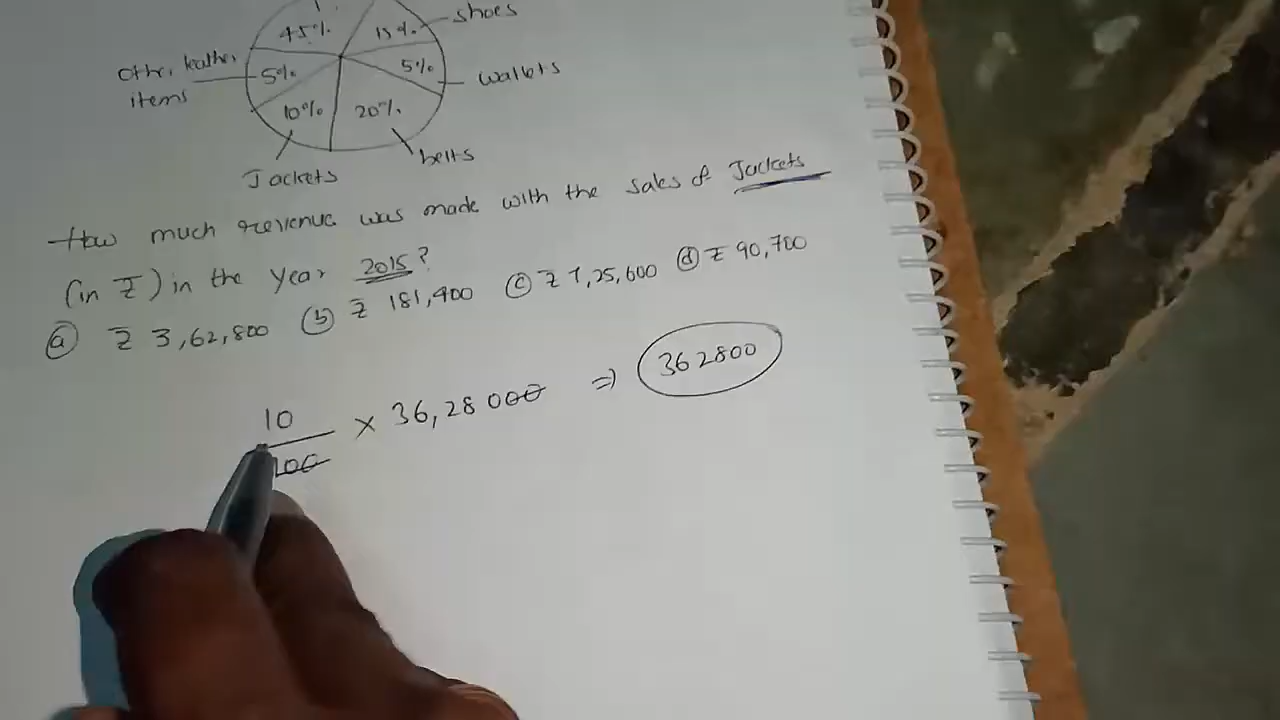 45% 15% shoes
Other leather 5% 5% wallets
items 10% 20%
Jackets belts
How much revenue was made with the sales of Jackets
(in ₹) in the year 2015?
(a) ₹ 3,62,800 (b) ₹ 181,400 (c) ₹ 1,25,600 (d) ₹ 90,700
10/100 × 36,28 000 ⇒ 362800